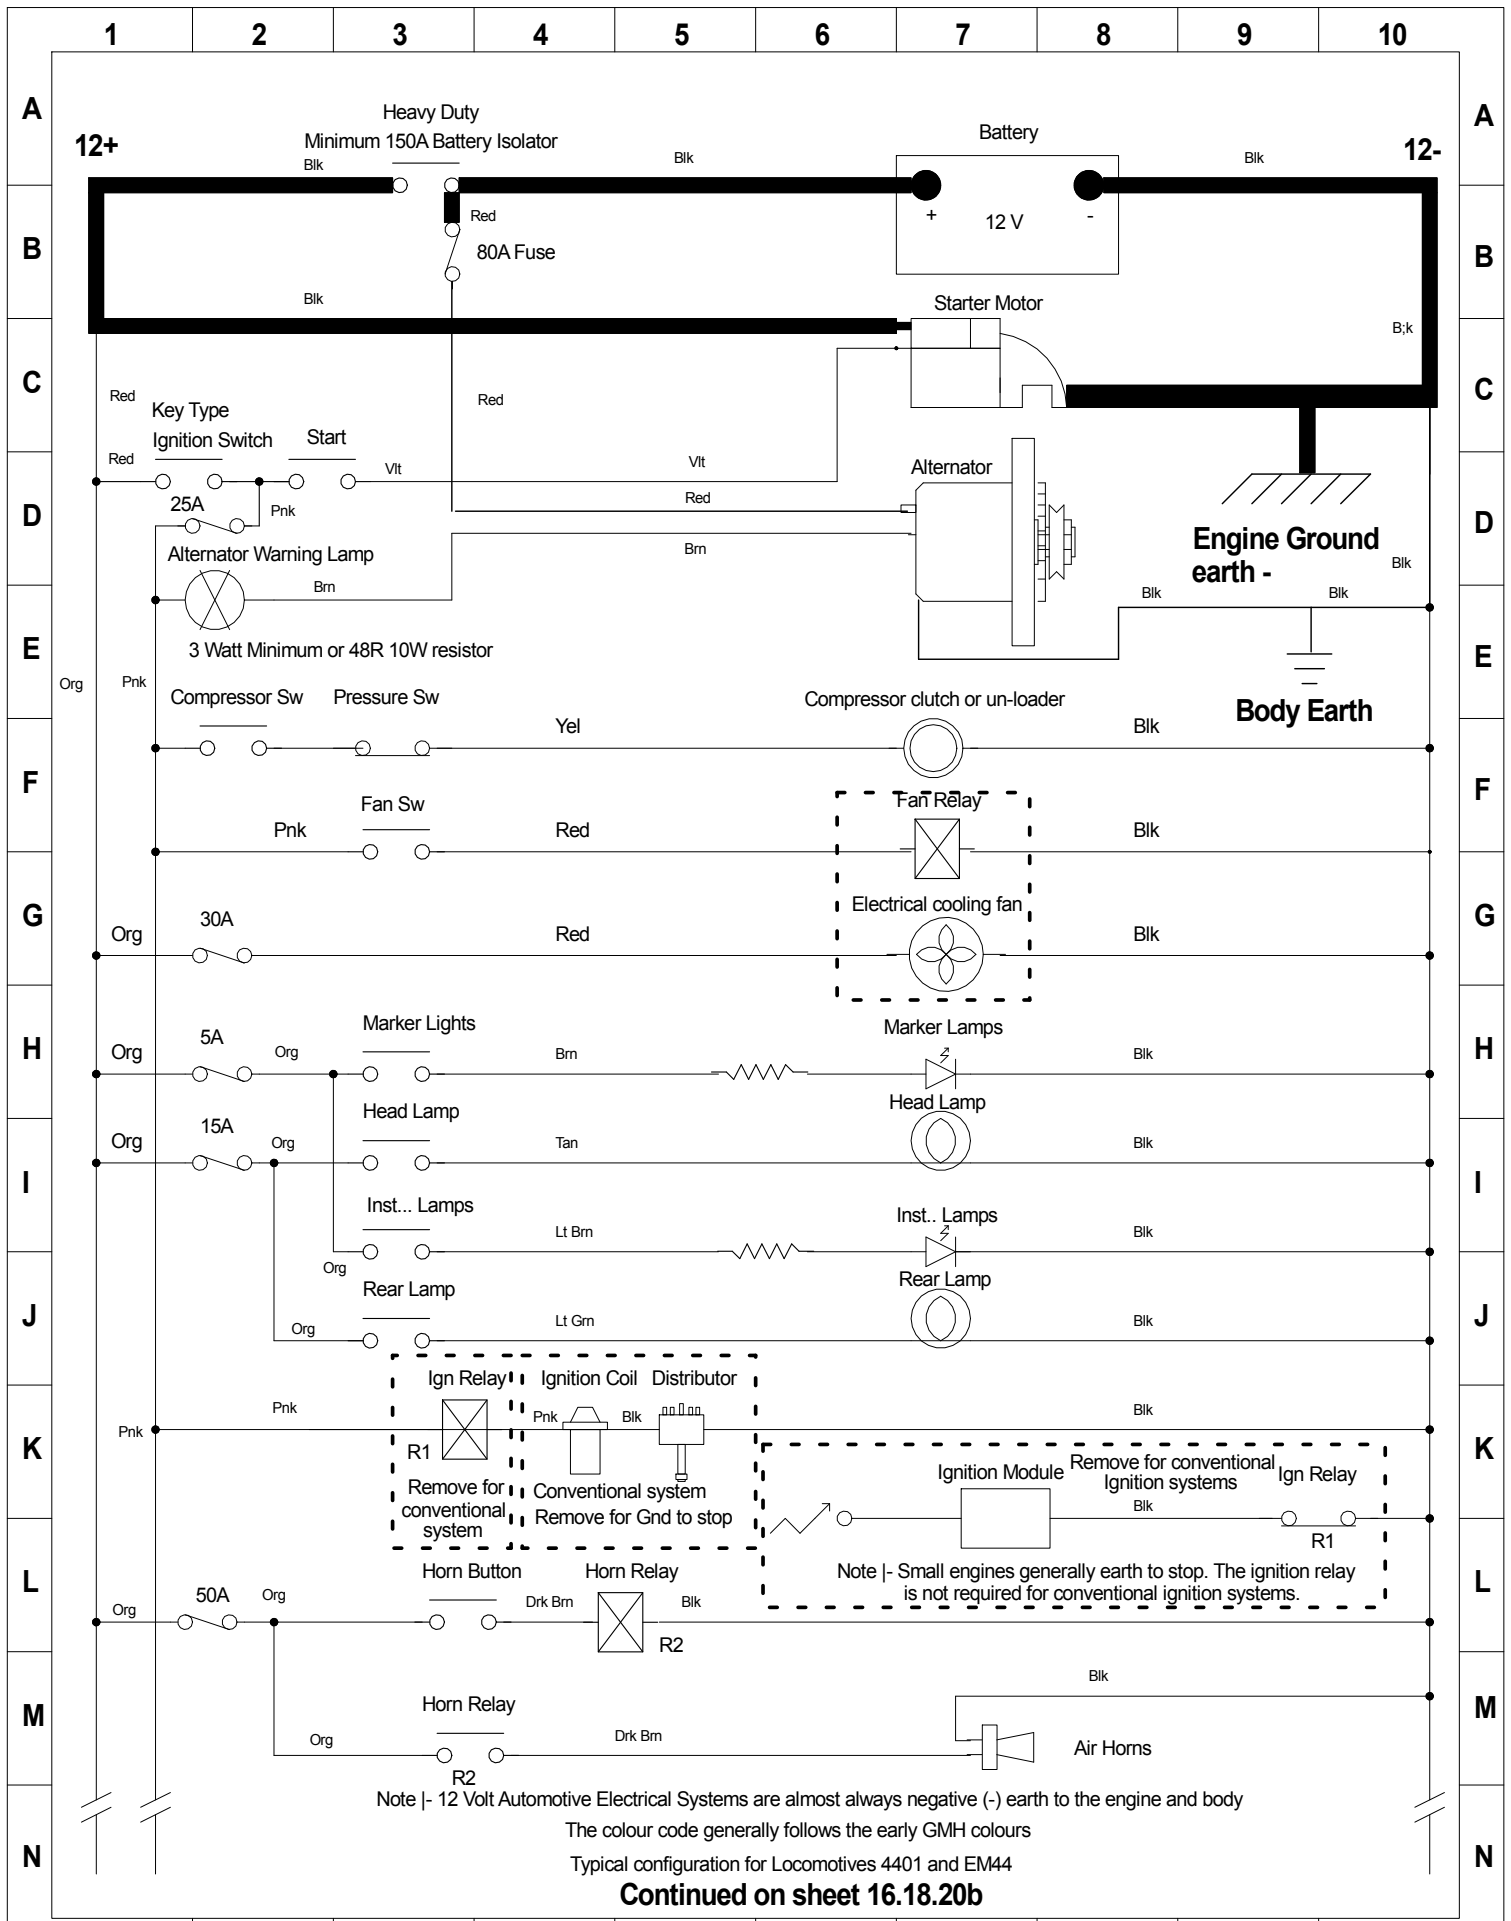 1 2 3 4 5 6 7 8 9 10
A A
Heavy Duty
Minimum 150A Battery Isolator
Battery
12+ 12-
Blk Blk Blk
B B
Red
+ 12 V -
80A Fuse
Blk
Starter Motor
B;k
C C
Red
Red
Key Type
Ignition Switch
Start
Red
Vlt Vlt
Alternator
D D
25A
Pnk
Red
Engine Ground
earth -
Alternator Warning Lamp
Brn
Blk
Brn
Blk Blk
E E
3 Watt Minimum or 48R 10W resistor
Org Pnk
Compressor Sw Pressure Sw Compressor clutch or un-loader
Body Earth
Yel Blk
F F
Fan Sw Fan Relay
Pnk Red Blk
G G
Electrical cooling fan
30A
Org Red Blk
H H
5A Marker Lights Marker Lamps
Org Org Brn Blk
Head Lamp Head Lamp
15A
Org Org Tan Blk
I I
Inst... Lamps Inst.. Lamps
Lt Brn Blk
Org
Rear Lamp Rear Lamp
J J
Org Lt Grn Blk
Ign Relay Ignition Coil Distributor
Pnk Pnk Blk Blk
Pnk
K K
R1
Remove for
conventional
system
Conventional system
Remove for Gnd to stop
Ignition Module
Remove for conventional
Ignition systems
Ign Relay
Blk
R1
Note |- Small engines generally earth to stop. The ignition relay
is not required for conventional ignition systems.
L L
Horn Button Horn Relay
50A
Org Org Drk Brn Blk
R2
M M
Blk
Horn Relay
Org Drk Brn
Air Horns
R2
Note |- 12 Volt Automotive Electrical Systems are almost always negative (-) earth to the engine and body
The colour code generally follows the early GMH colours
N N
Typical configuration for Locomotives 4401 and EM44
Continued on sheet 16.18.20b